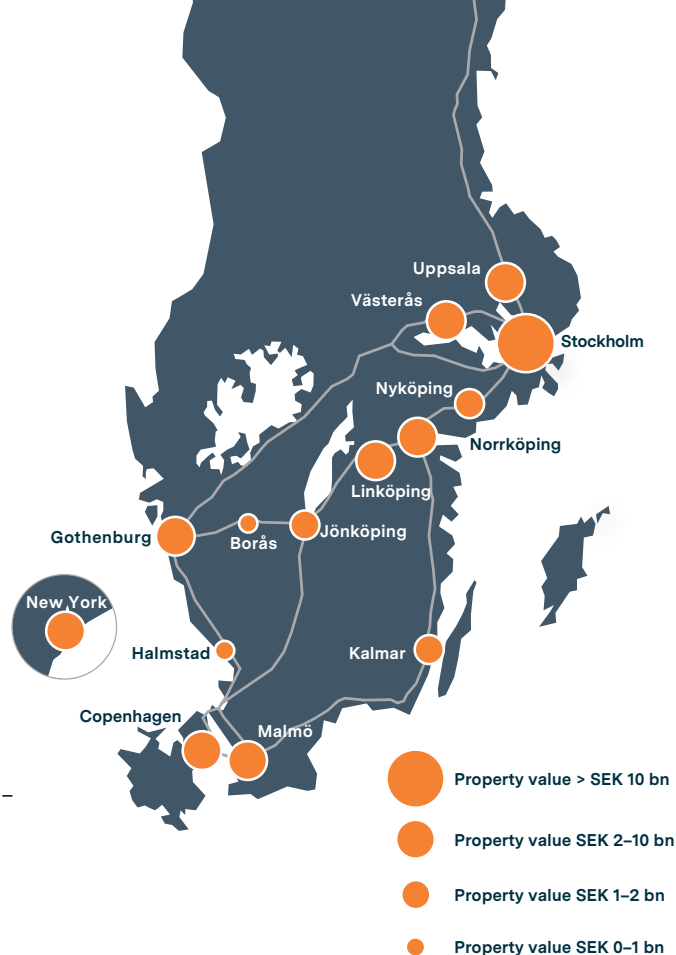 Uppsala
Västerås
Stockholm
Nyköping
Norrköping
Linköping
Gothenburg
Borås
Jönköping
New York
Halmstad
Kalmar
Copenhagen
Malmö
–
Property value > SEK 10 bn
Property value SEK 2–10 bn
Property value SEK 1–2 bn
Property value SEK 0–1 bn